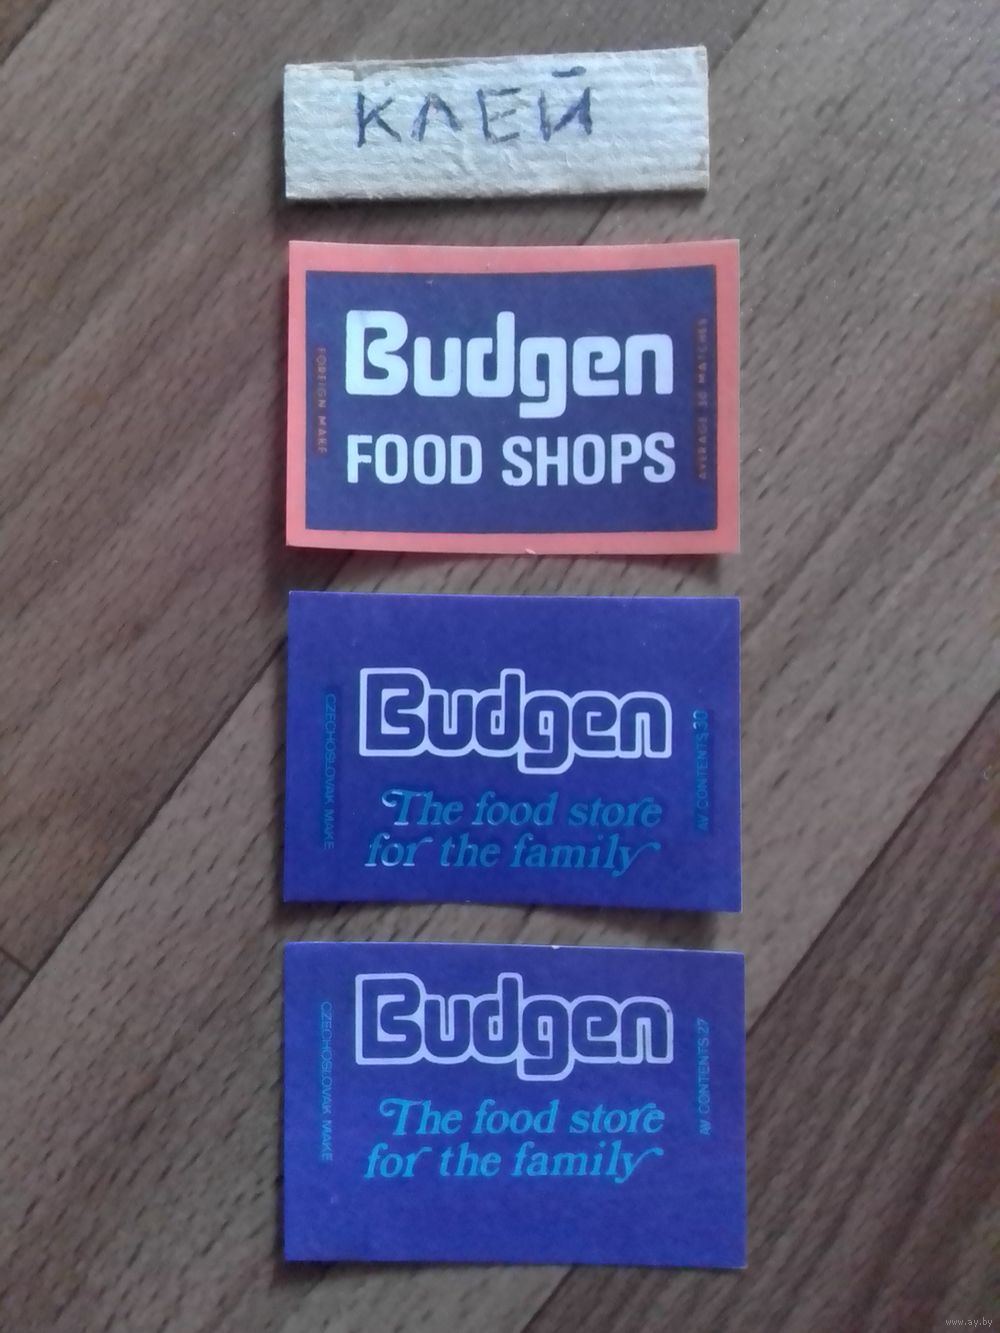 КЛЕЙ
Budgen
FOOD SHOPS
FOREIGN MAKE
AVERAGE 30 MATCHES
Budgen
The food store
for the family
CZECHOSLOVAK MAKE
AV CONTENTS 30
Budgen
The food store
for the family
CZECHOSLOVAK MAKE
AV CONTENTS 27
www.ay.by